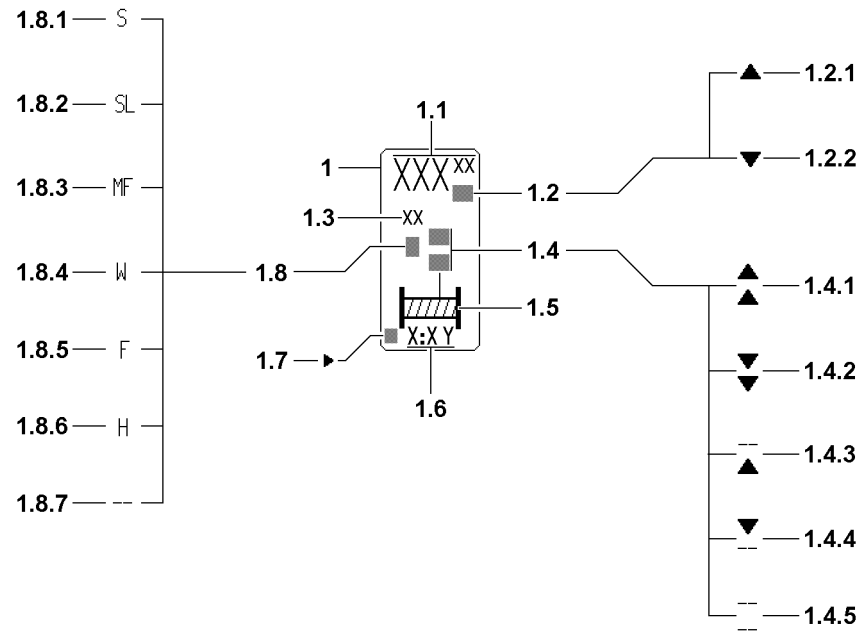 1.8.1 S
1.8.2 SL
1.8.3 MF
1.8.4 W
1.8.5 F
1.8.6 H
1.8.7 --
1.8
1.1
1
XXX XX
1.2
1.3
XX
1.4
1.5
1.7
X:X Y
1.6
1.2.1
1.2.2
1.4.1
1.4.2
-- 1.4.3
1.4.4
--
-- 1.4.5
--